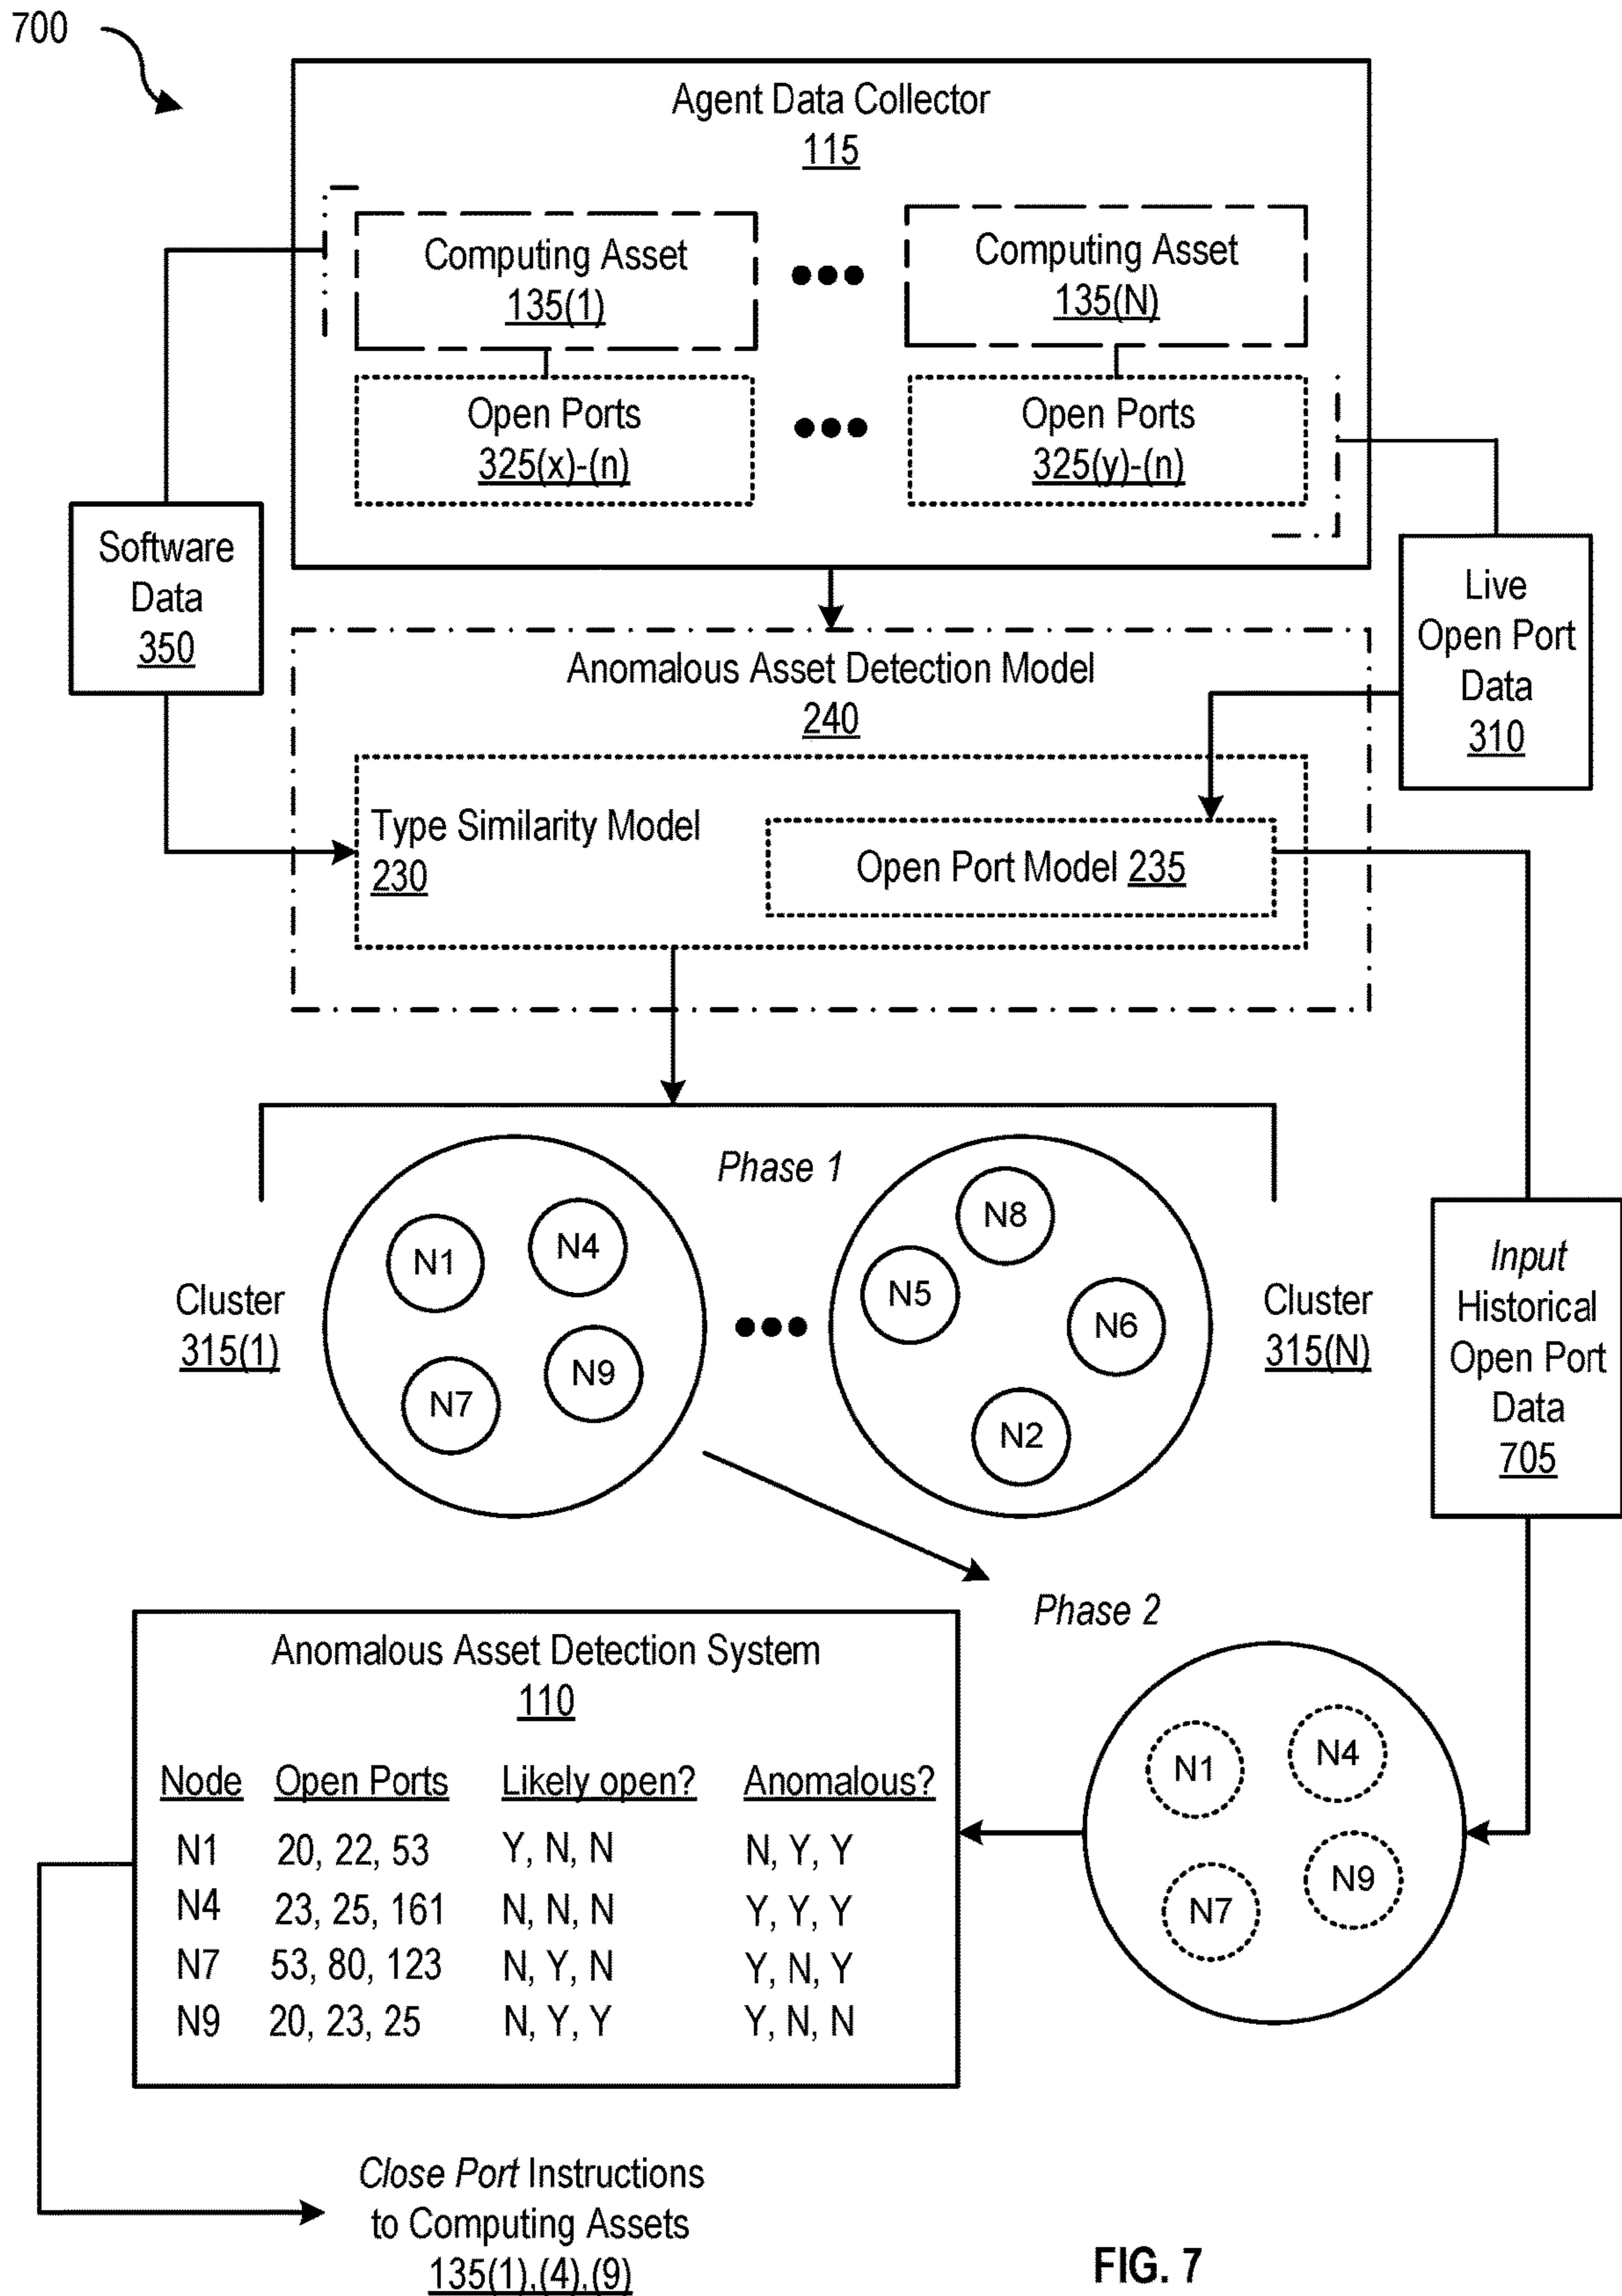 700
Agent Data Collector
115
Computing Asset
135(1)
Computing Asset
135(N)
Open Ports
325(x)-(n)
Open Ports
325(y)-(n)
Software
Data
350
Live
Open Port
Data
310
Anomalous Asset Detection Model
240
Type Similarity Model
230
Open Port Model 235
Phase 1
N1
N4
N7
N9
N8
N5
N6
N2
Cluster
315(1)
Cluster
315(N)
Input
Historical
Open Port
Data
705
Phase 2
N1
N4
N7
N9
Anomalous Asset Detection System
110
Node Open Ports Likely open? Anomalous?
N1 20, 22, 53 Y, N, N N, Y, Y
N4 23, 25, 161 N, N, N Y, Y, Y
N7 53, 80, 123 N, Y, N Y, N, Y
N9 20, 23, 25 N, Y, Y Y, N, N
Close Port Instructions
to Computing Assets
135(1),(4),(9)
FIG. 7